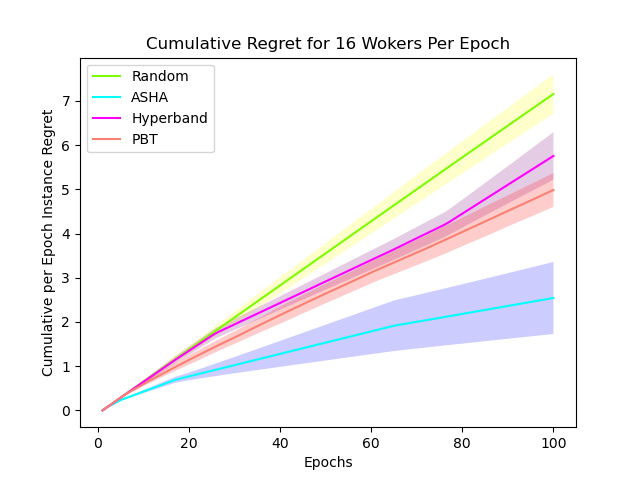 Cumulative Regret for 16 Wokers Per Epoch
Random
ASHA
Hyperband
PBT
Cumulative per Epoch Instance Regret
7
6
5
4
3
2
1
0
0 20 40 60 80 100
Epochs